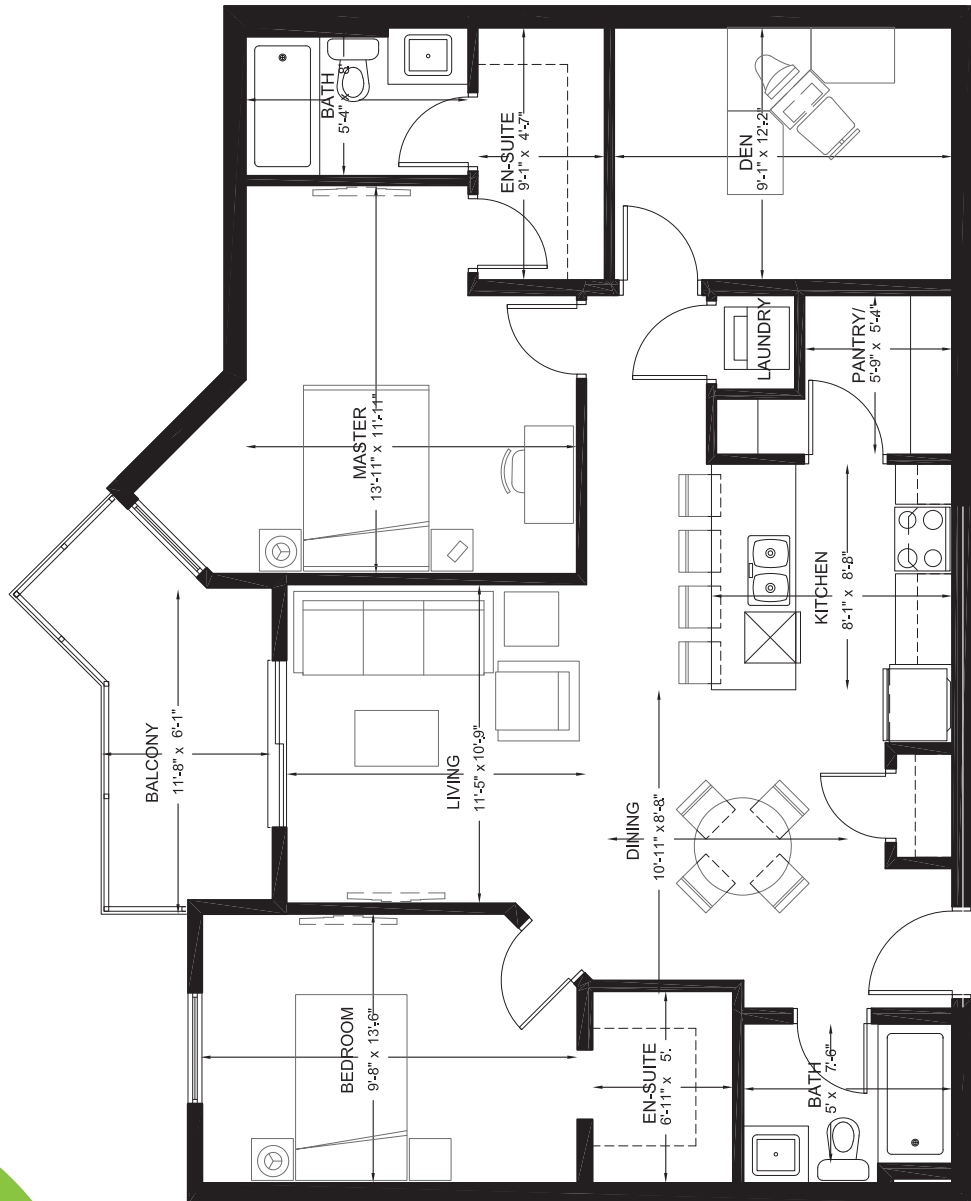 BATH
5'-4" x 8'
EN-SUITE
9'-1" x 4'-7"
DEN
9'-1" x 12'-2"
MASTER
13'-11" x 11'-11"
LAUNDRY
PANTRY/
5'-9" x 5'-4"
KITCHEN
8'-1" x 8'-8"
BALCONY
11'-8" x 6'-1"
LIVING
11'-5" x 10'-9"
DINING
10'-11" x 8'-8"
BEDROOM
9'-8" x 13'-6"
EN-SUITE
6'-11" x 5'
BATH
5' x 7'-6"